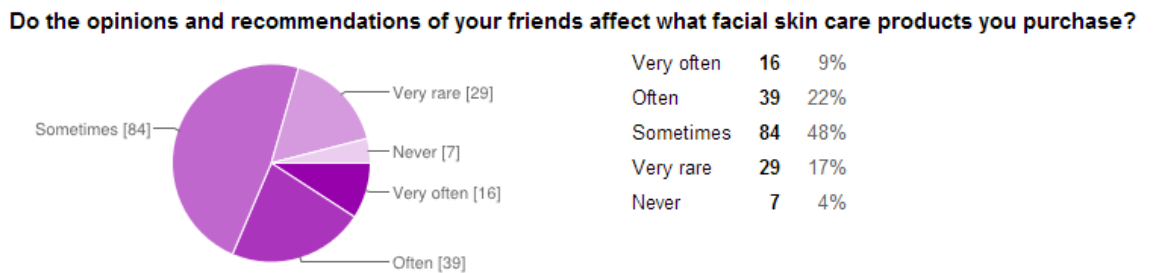 Do the opinions and recommendations of your friends affect what facial skin care products you purchase?
Sometimes [84]
Very rare [29]
Never [7]
Very often [16]
Often [39]
Very often 16 9%
Often 39 22%
Sometimes 84 48%
Very rare 29 17%
Never 7 4%